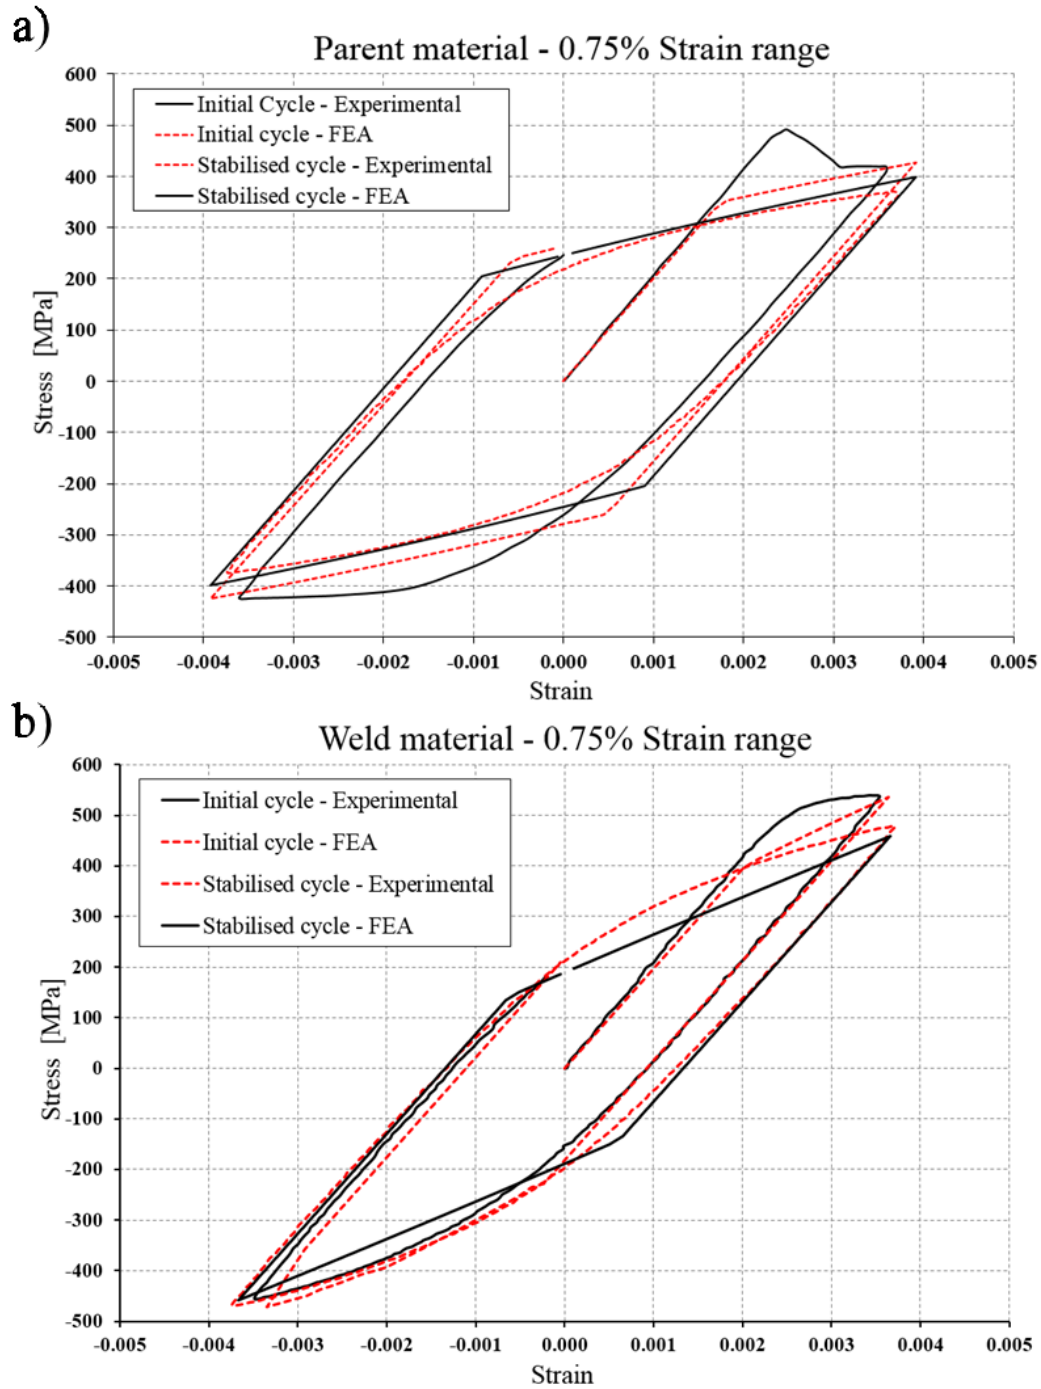 a)
Parent material - 0.75% Strain range
600
500
400
300
200
100
0
-100
-200
-300
-400
-500
Initial Cycle - Experimental
Initial cycle - FEA
Stabilised cycle - Experimental
Stabilised cycle - FEA
Stress [MPa]
-0.005 -0.004 -0.003 -0.002 -0.001 0.000 0.001 0.002 0.003 0.004 0.005
Strain
b)
Weld material - 0.75% Strain range
600
500
400
300
200
100
0
-100
-200
-300
-400
-500
Initial cycle - Experimental
Initial cycle - FEA
Stabilised cycle - Experimental
Stabilised cycle - FEA
Stress [MPa]
-0.005 -0.004 -0.003 -0.002 -0.001 0.000 0.001 0.002 0.003 0.004 0.005
Strain